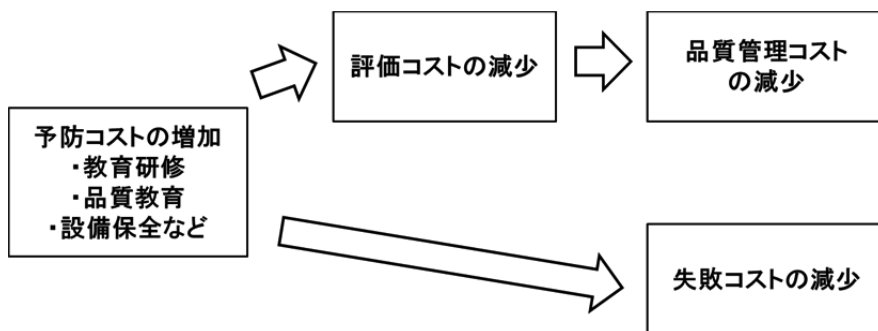 予防コストの増加
・教育研修
・品質教育
・設備保全など
評価コストの減少
品質管理コスト
の減少
失敗コストの減少